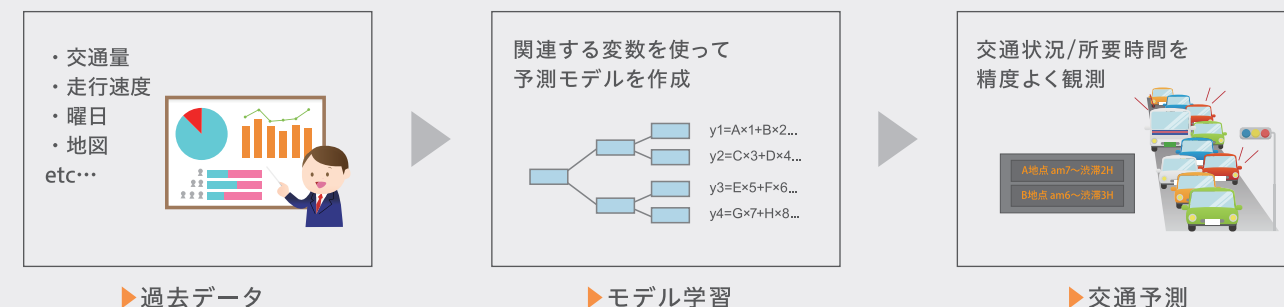 ・交通量
・走行速度
・曜日
・地図
etc…
▶過去データ
関連する変数を使って
予測モデルを作成
y1=A×1+B×2...
y2=C×3+D×4...
y3=E×5+F×6...
y4=G×7+H×8...
▶モデル学習
交通状況/所要時間を
精度よく観測
A地点 am7〜渋滞2H
B地点 am6〜渋滞3H
▶交通予測